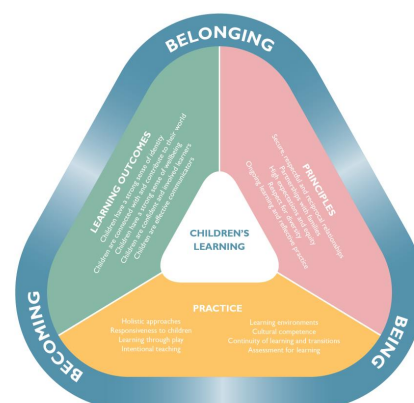 BELONGING
LEARNING OUTCOMES
Children have a strong sense of identity
Children are connected with and contribute to their world
Children have a strong sense of wellbeing
Children are confident and involved learners
Children are effective communicators
PRINCIPLES
Secure, respectful and reciprocal relationships
Partnerships with families
High expectations and equity
Respect for diversity
Ongoing learning and reflective practice
CHILDREN'S
LEARNING
PRACTICE
Holistic approaches
Responsiveness to children
Learning through play
Intentional teaching
Learning environments
Cultural competence
Continuity of learning and transitions
Assessment for learning
BECOMING
BEING